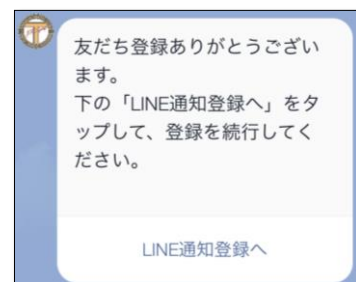 友だち登録ありがとうござい
ます。
下の「LINE通知登録へ」をタ
ップして、登録を続行してく
ださい。
LINE通知登録へ